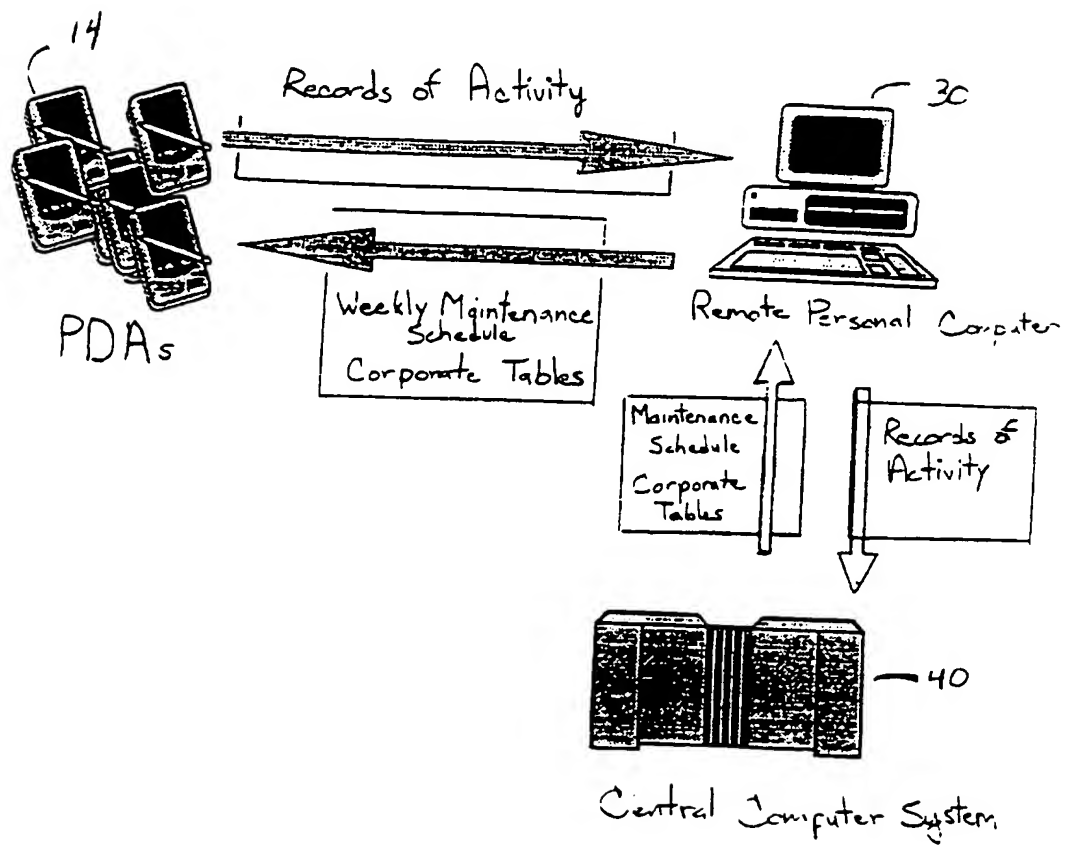 14
Records of Activity
30
PDAs
Weekly Maintenance
Schedule
Corporate Tables
Remote Personal Computer
Maintenance
Schedule
Corporate
Tables
Records of
Activity
40
Central Computer System